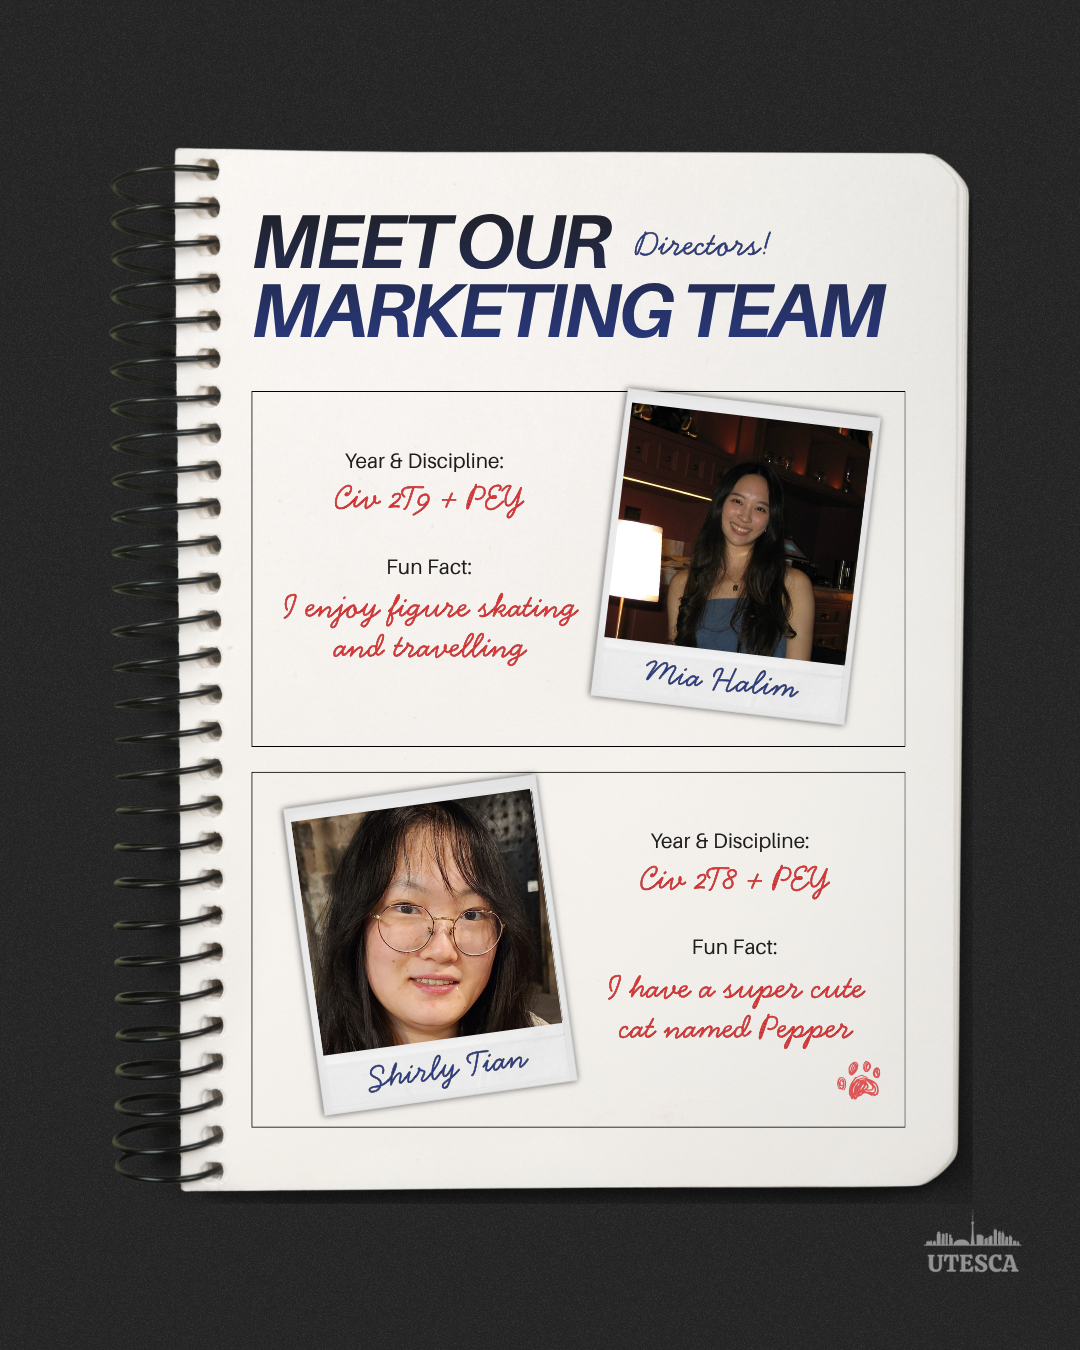 MEET OUR Directors!
MARKETING TEAM
Year & Discipline:
Civ 2T9 + PEY
Fun Fact:
I enjoy figure skating
and travelling
Mia Halim
Shirly Tian
Year & Discipline:
Civ 2T8 + PEY
Fun Fact:
I have a super cute
cat named Pepper
UTESCA